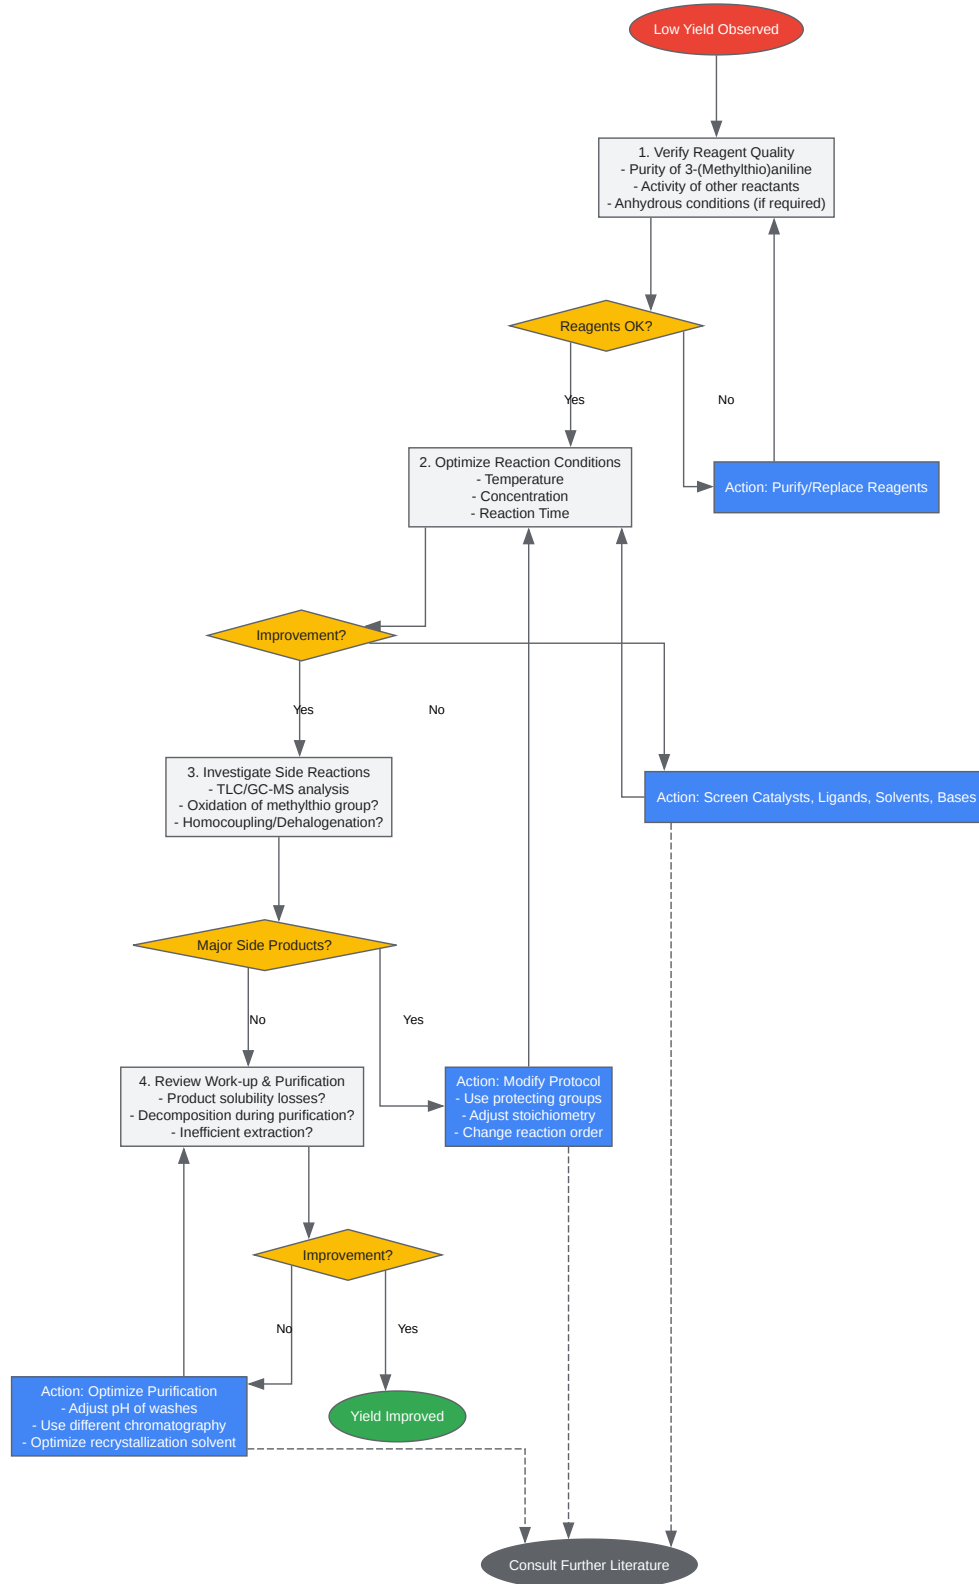 Low Yield Observed
1. Verify Reagent Quality
- Purity of 3-(Methylthio)aniline
- Activity of other reactants
- Anhydrous conditions (if required)
Reagents OK?
Yes
No
2. Optimize Reaction Conditions
- Temperature
- Concentration
- Reaction Time
Action: Purify/Replace Reagents
Improvement?
Yes
No
3. Investigate Side Reactions
- TLC/GC-MS analysis
- Oxidation of methylthio group?
- Homocoupling/Dehalogenation?
Action: Screen Catalysts, Ligands, Solvents, Bases
Major Side Products?
No
Yes
4. Review Work-up & Purification
- Product solubility losses?
- Decomposition during purification?
- Inefficient extraction?
Action: Modify Protocol
- Use protecting groups
- Adjust stoichiometry
- Change reaction order
Improvement?
No
Yes
Action: Optimize Purification
- Adjust pH of washes
- Use different chromatography
- Optimize recrystallization solvent
Yield Improved
Consult Further Literature